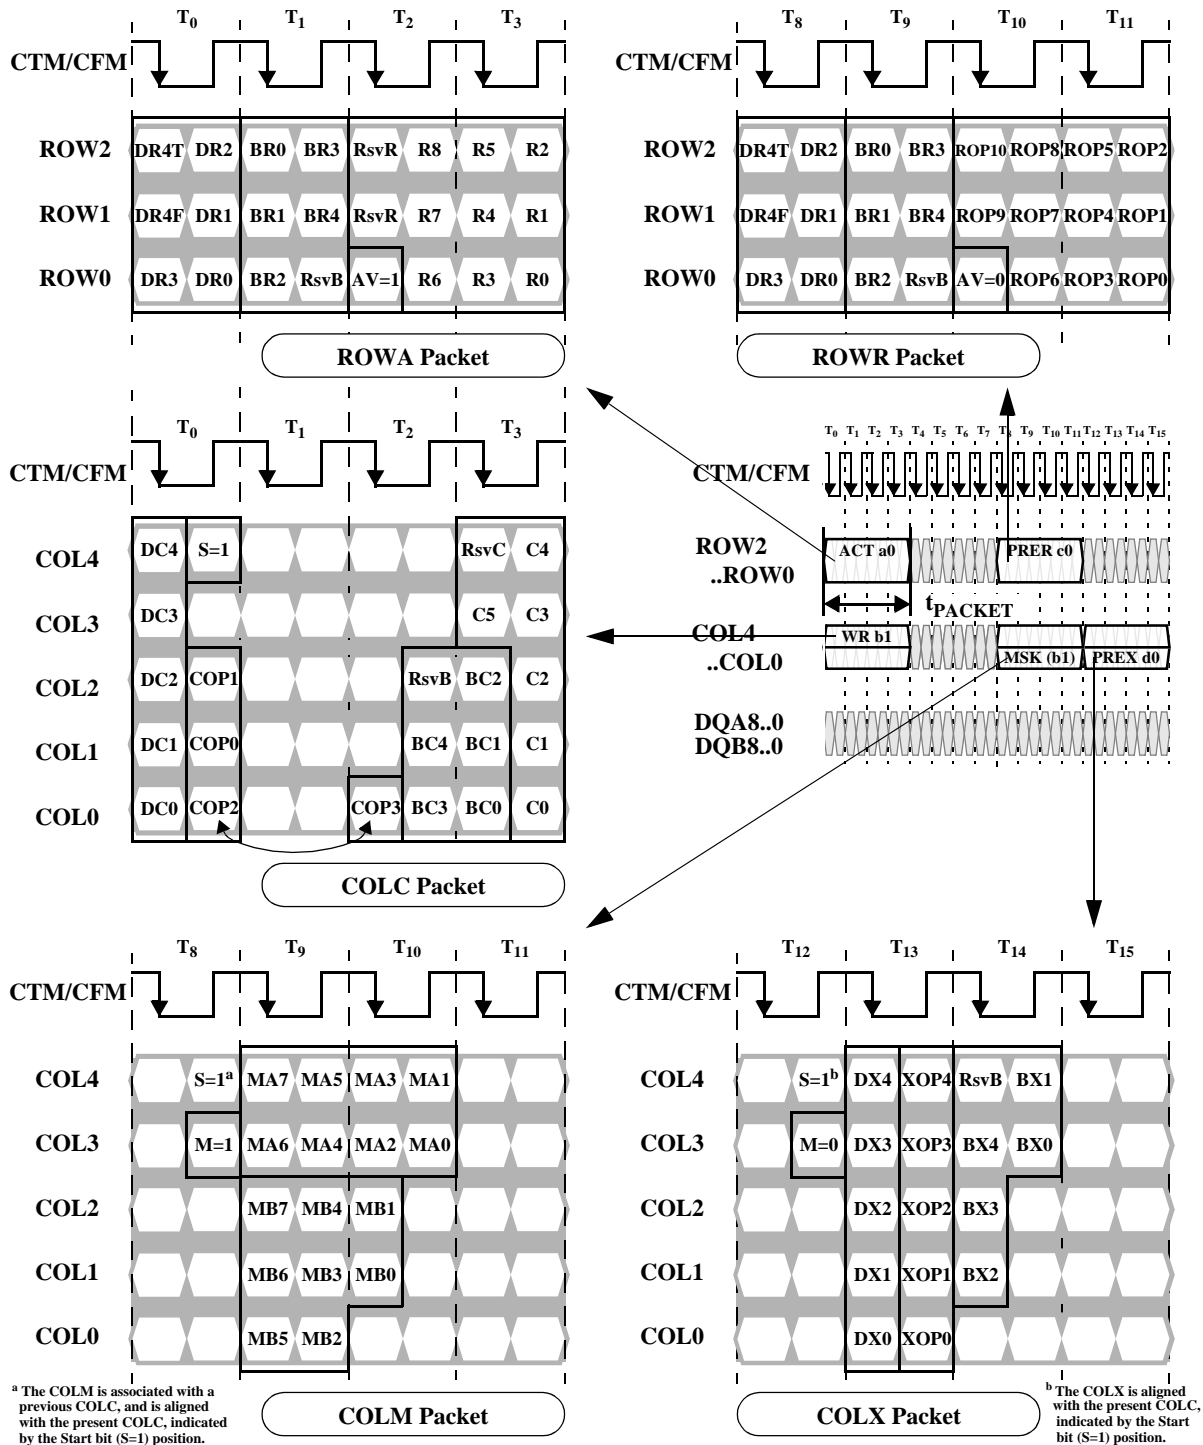 T0 T1 T2 T3
CTM/CFM
ROW2 DR4T DR2 BR0 BR3 RsvR R8 R5 R2
ROW1 DR4F DR1 BR1 BR4 RsvR R7 R4 R1
ROW0 DR3 DR0 BR2 RsvB AV=1 R6 R3 R0
ROWA Packet
T8 T9 T10 T11
CTM/CFM
ROW2 DR4T DR2 BR0 BR3 ROP10 ROP8 ROP5 ROP2
ROW1 DR4F DR1 BR1 BR4 ROP9 ROP7 ROP4 ROP1
ROW0 DR3 DR0 BR2 RsvB AV=0 ROP6 ROP3 ROP0
ROWR Packet
T0 T1 T2 T3
CTM/CFM
COL4 DC4 S=1 RsvC C4
COL3 DC3 C5 C3
COL2 DC2 COP1 RsvB BC2 C2
COL1 DC1 COP0 BC4 BC1 C1
COL0 DC0 COP2 COP3 BC3 BC0 C0
COLC Packet
T0 T1 T2 T3 T4 T5 T6 T7 T8 T9 T10 T11 T12 T13 T14 T15
CTM/CFM
ROW2 ACT a0 PRER c0
..ROW0
tPACKET
COL4 WR b1
..COL0 MSK (b1) PREX d0
DQA8..0
DQB8..0
T8 T9 T10 T11
CTM/CFM
COL4 S=1a MA7 MA5 MA3 MA1
COL3 M=1 MA6 MA4 MA2 MA0
COL2 MB7 MB4 MB1
COL1 MB6 MB3 MB0
COL0 MB5 MB2
a The COLM is associated with a
previous COLC, and is aligned
with the present COLC, indicated
by the Start bit (S=1) position.
COLM Packet
T12 T13 T14 T15
CTM/CFM
COL4 S=1b DX4 XOP4 RsvB BX1
COL3 M=0 DX3 XOP3 BX4 BX0
COL2 DX2 XOP2 BX3
COL1 DX1 XOP1 BX2
COL0 DX0 XOP0
COLX Packet
b The COLX is aligned
with the present COLC,
indicated by the Start
bit (S=1) position.